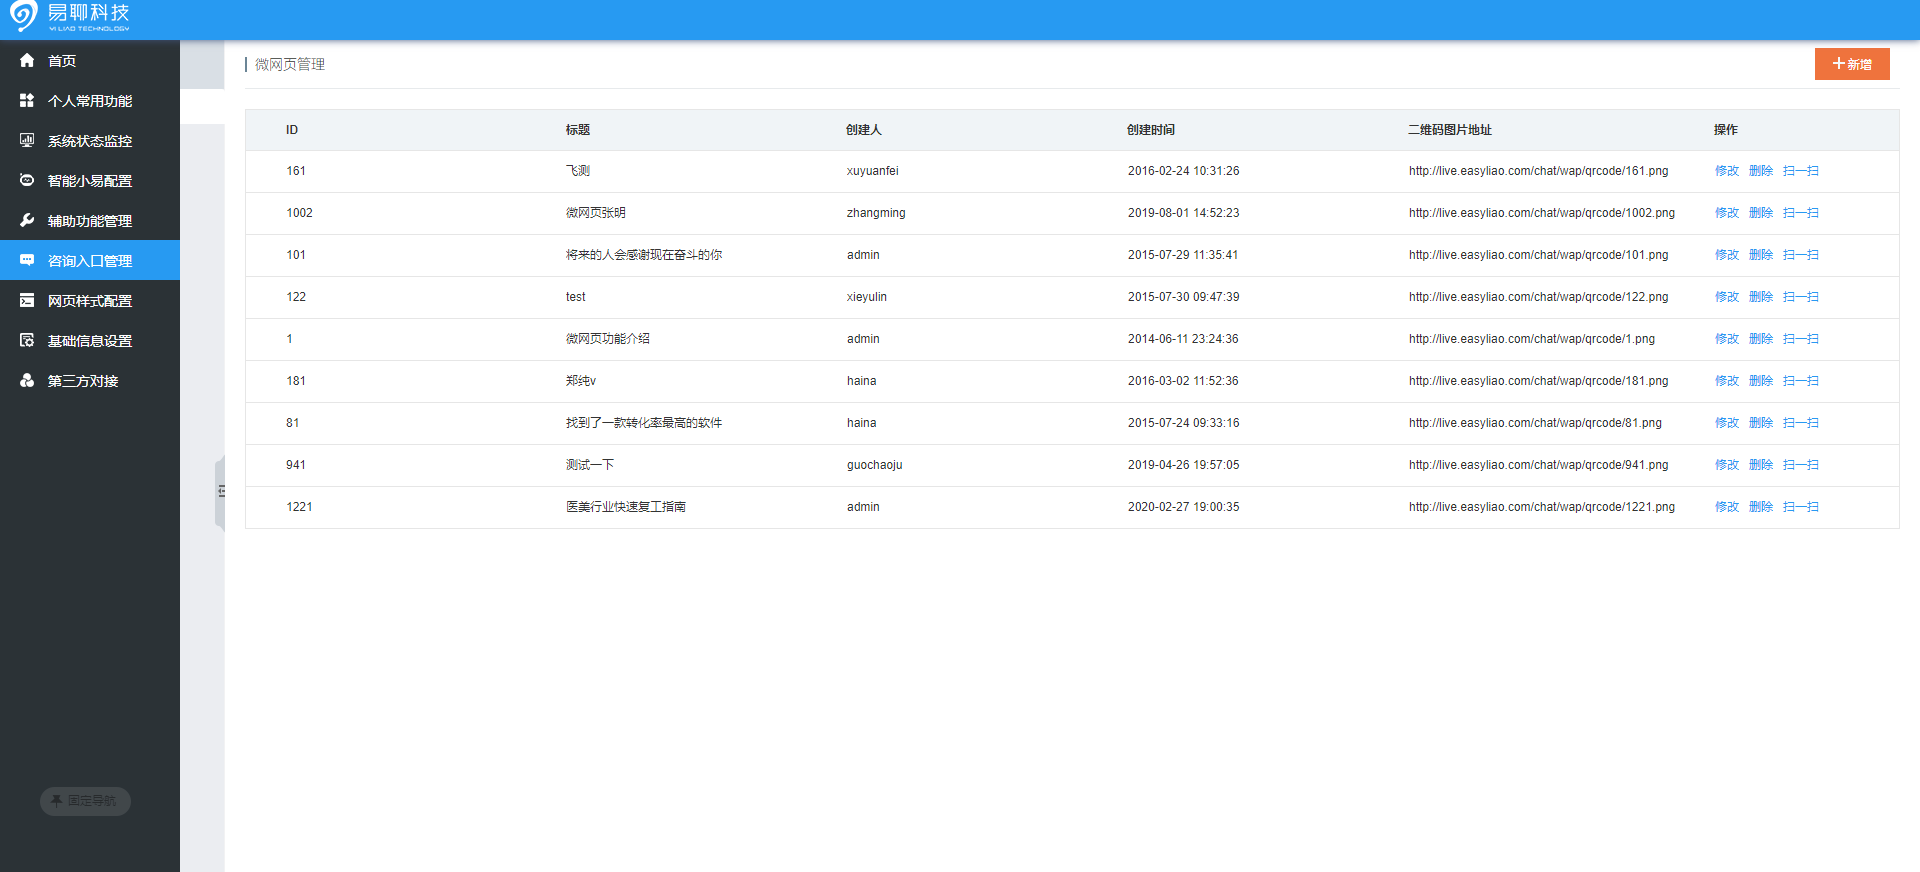 易聊科技
YI LIAO TECHNOLOGY
首页
个人常用功能
系统状态监控
智能小易配置
辅助功能管理
咨询入口管理
网页样式配置
基础信息设置
第三方对接
固定导航
微网页管理
新增
ID 标题 创建人 创建时间 二维码图片地址 操作
161 飞测 xuyuanfei 2016-02-24 10:31:26 http://live.easyliao.com/chat/wap/qrcode/161.png 修改 删除 扫一扫
1002 微网页张明 zhangming 2019-08-01 14:52:23 http://live.easyliao.com/chat/wap/qrcode/1002.png 修改 删除 扫一扫
101 将来的人会感谢现在奋斗的你 admin 2015-07-29 11:35:41 http://live.easyliao.com/chat/wap/qrcode/101.png 修改 删除 扫一扫
122 test xieyulin 2015-07-30 09:47:39 http://live.easyliao.com/chat/wap/qrcode/122.png 修改 删除 扫一扫
1 微网页功能介绍 admin 2014-06-11 23:24:36 http://live.easyliao.com/chat/wap/qrcode/1.png 修改 删除 扫一扫
181 郑纯v haina 2016-03-02 11:52:36 http://live.easyliao.com/chat/wap/qrcode/181.png 修改 删除 扫一扫
81 找到了一款转化率最高的软件 haina 2015-07-24 09:33:16 http://live.easyliao.com/chat/wap/qrcode/81.png 修改 删除 扫一扫
941 测试一下 guochaoju 2019-04-26 19:57:05 http://live.easyliao.com/chat/wap/qrcode/941.png 修改 删除 扫一扫
1221 医美行业快速复工指南 admin 2020-02-27 19:00:35 http://live.easyliao.com/chat/wap/qrcode/1221.png 修改 删除 扫一扫